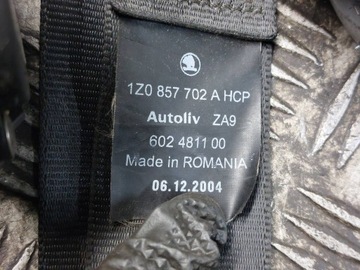 1Z0 857 702 A HCP
Autoliv ZA9
602 4811 00
Made in ROMANIA
06.12.2004